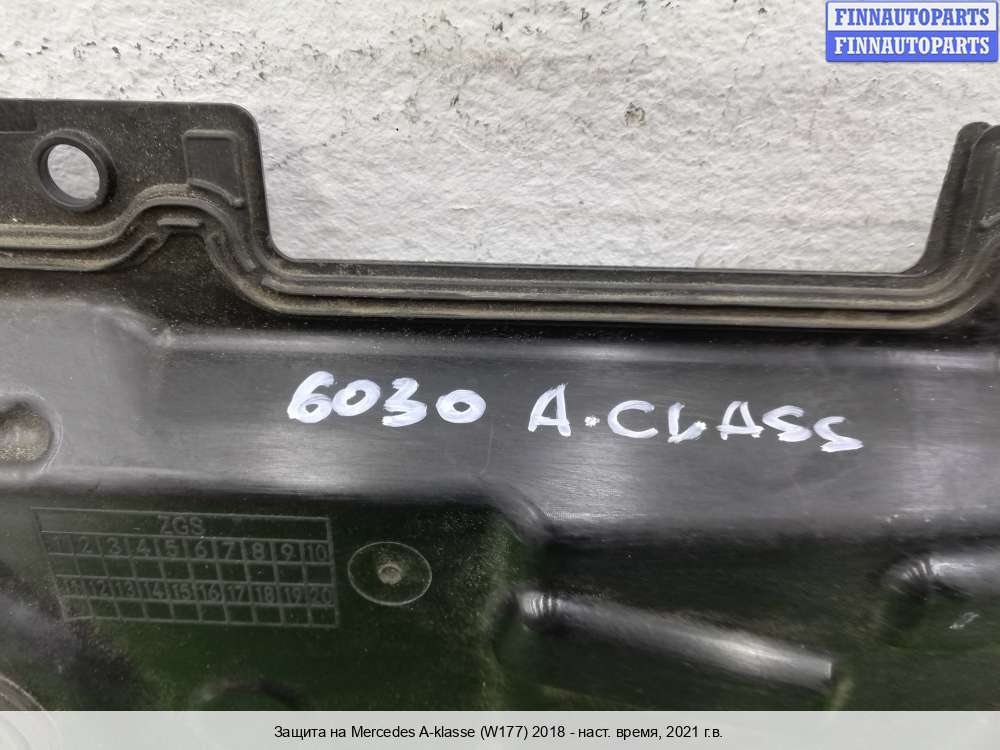 FINNAUTOPARTS
FINNAUTOPARTS
6030 A.CLASS
ZGS
1 2 3 4 5 6 7 8 9 10
11 12 13 14 15 16 17 18 19 20
Защита на Mercedes A-klasse (W177) 2018 - наст. время, 2021 г.в.